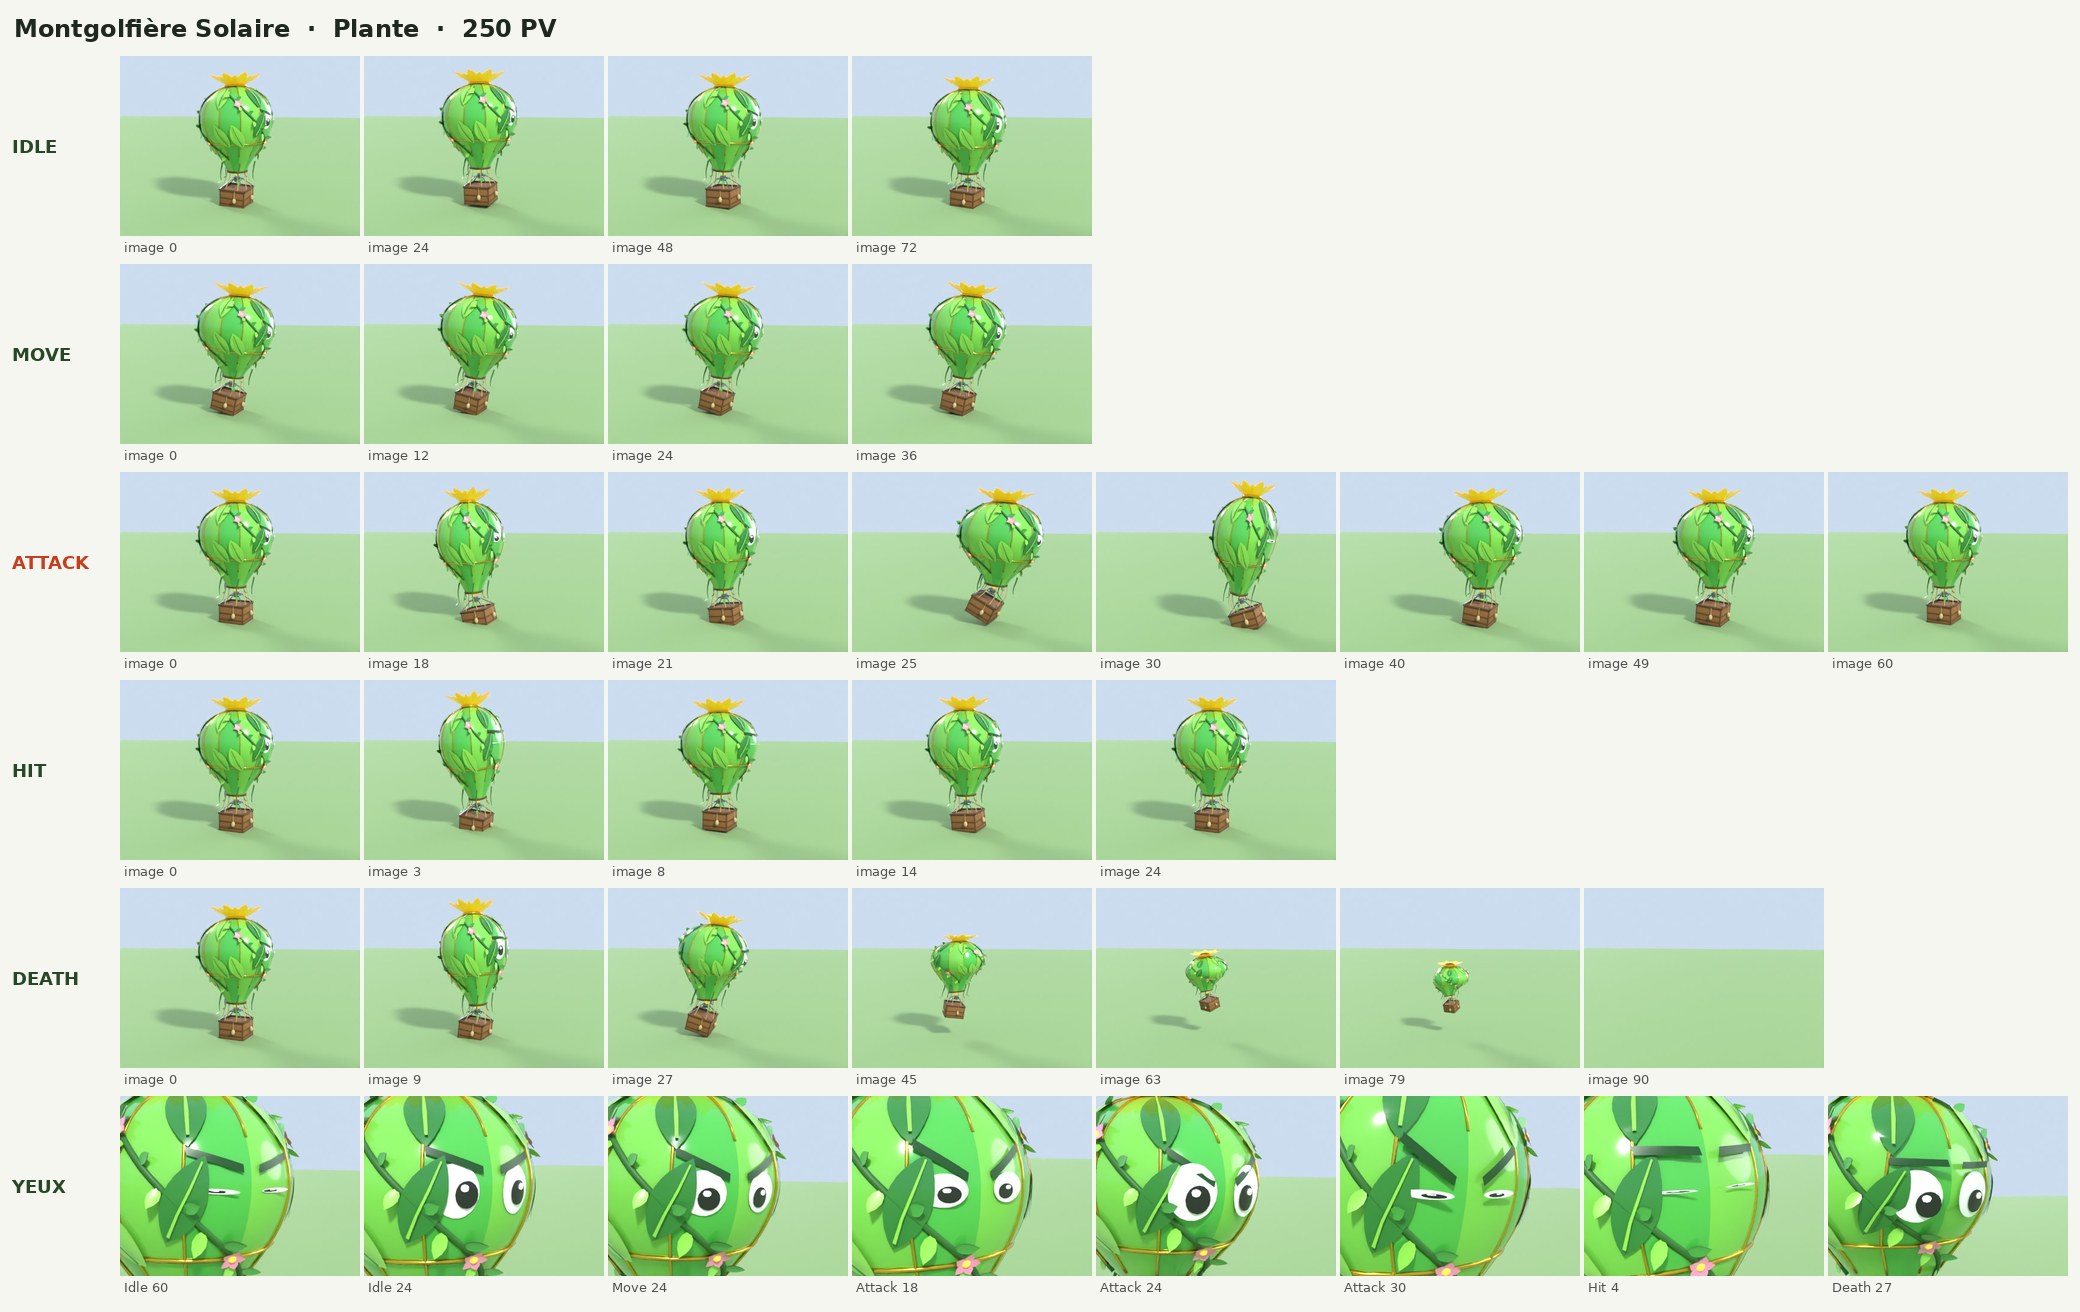 Montgolfière Solaire · Plante · 250 PV
IDLE
image 0 image 24 image 48 image 72
MOVE
image 0 image 12 image 24 image 36
ATTACK
image 0 image 18 image 21 image 25 image 30 image 40 image 49 image 60
HIT
image 0 image 3 image 8 image 14 image 24
DEATH
image 0 image 9 image 27 image 45 image 63 image 79 image 90
YEUX
Idle 60 Idle 24 Move 24 Attack 18 Attack 24 Attack 30 Hit 4 Death 27